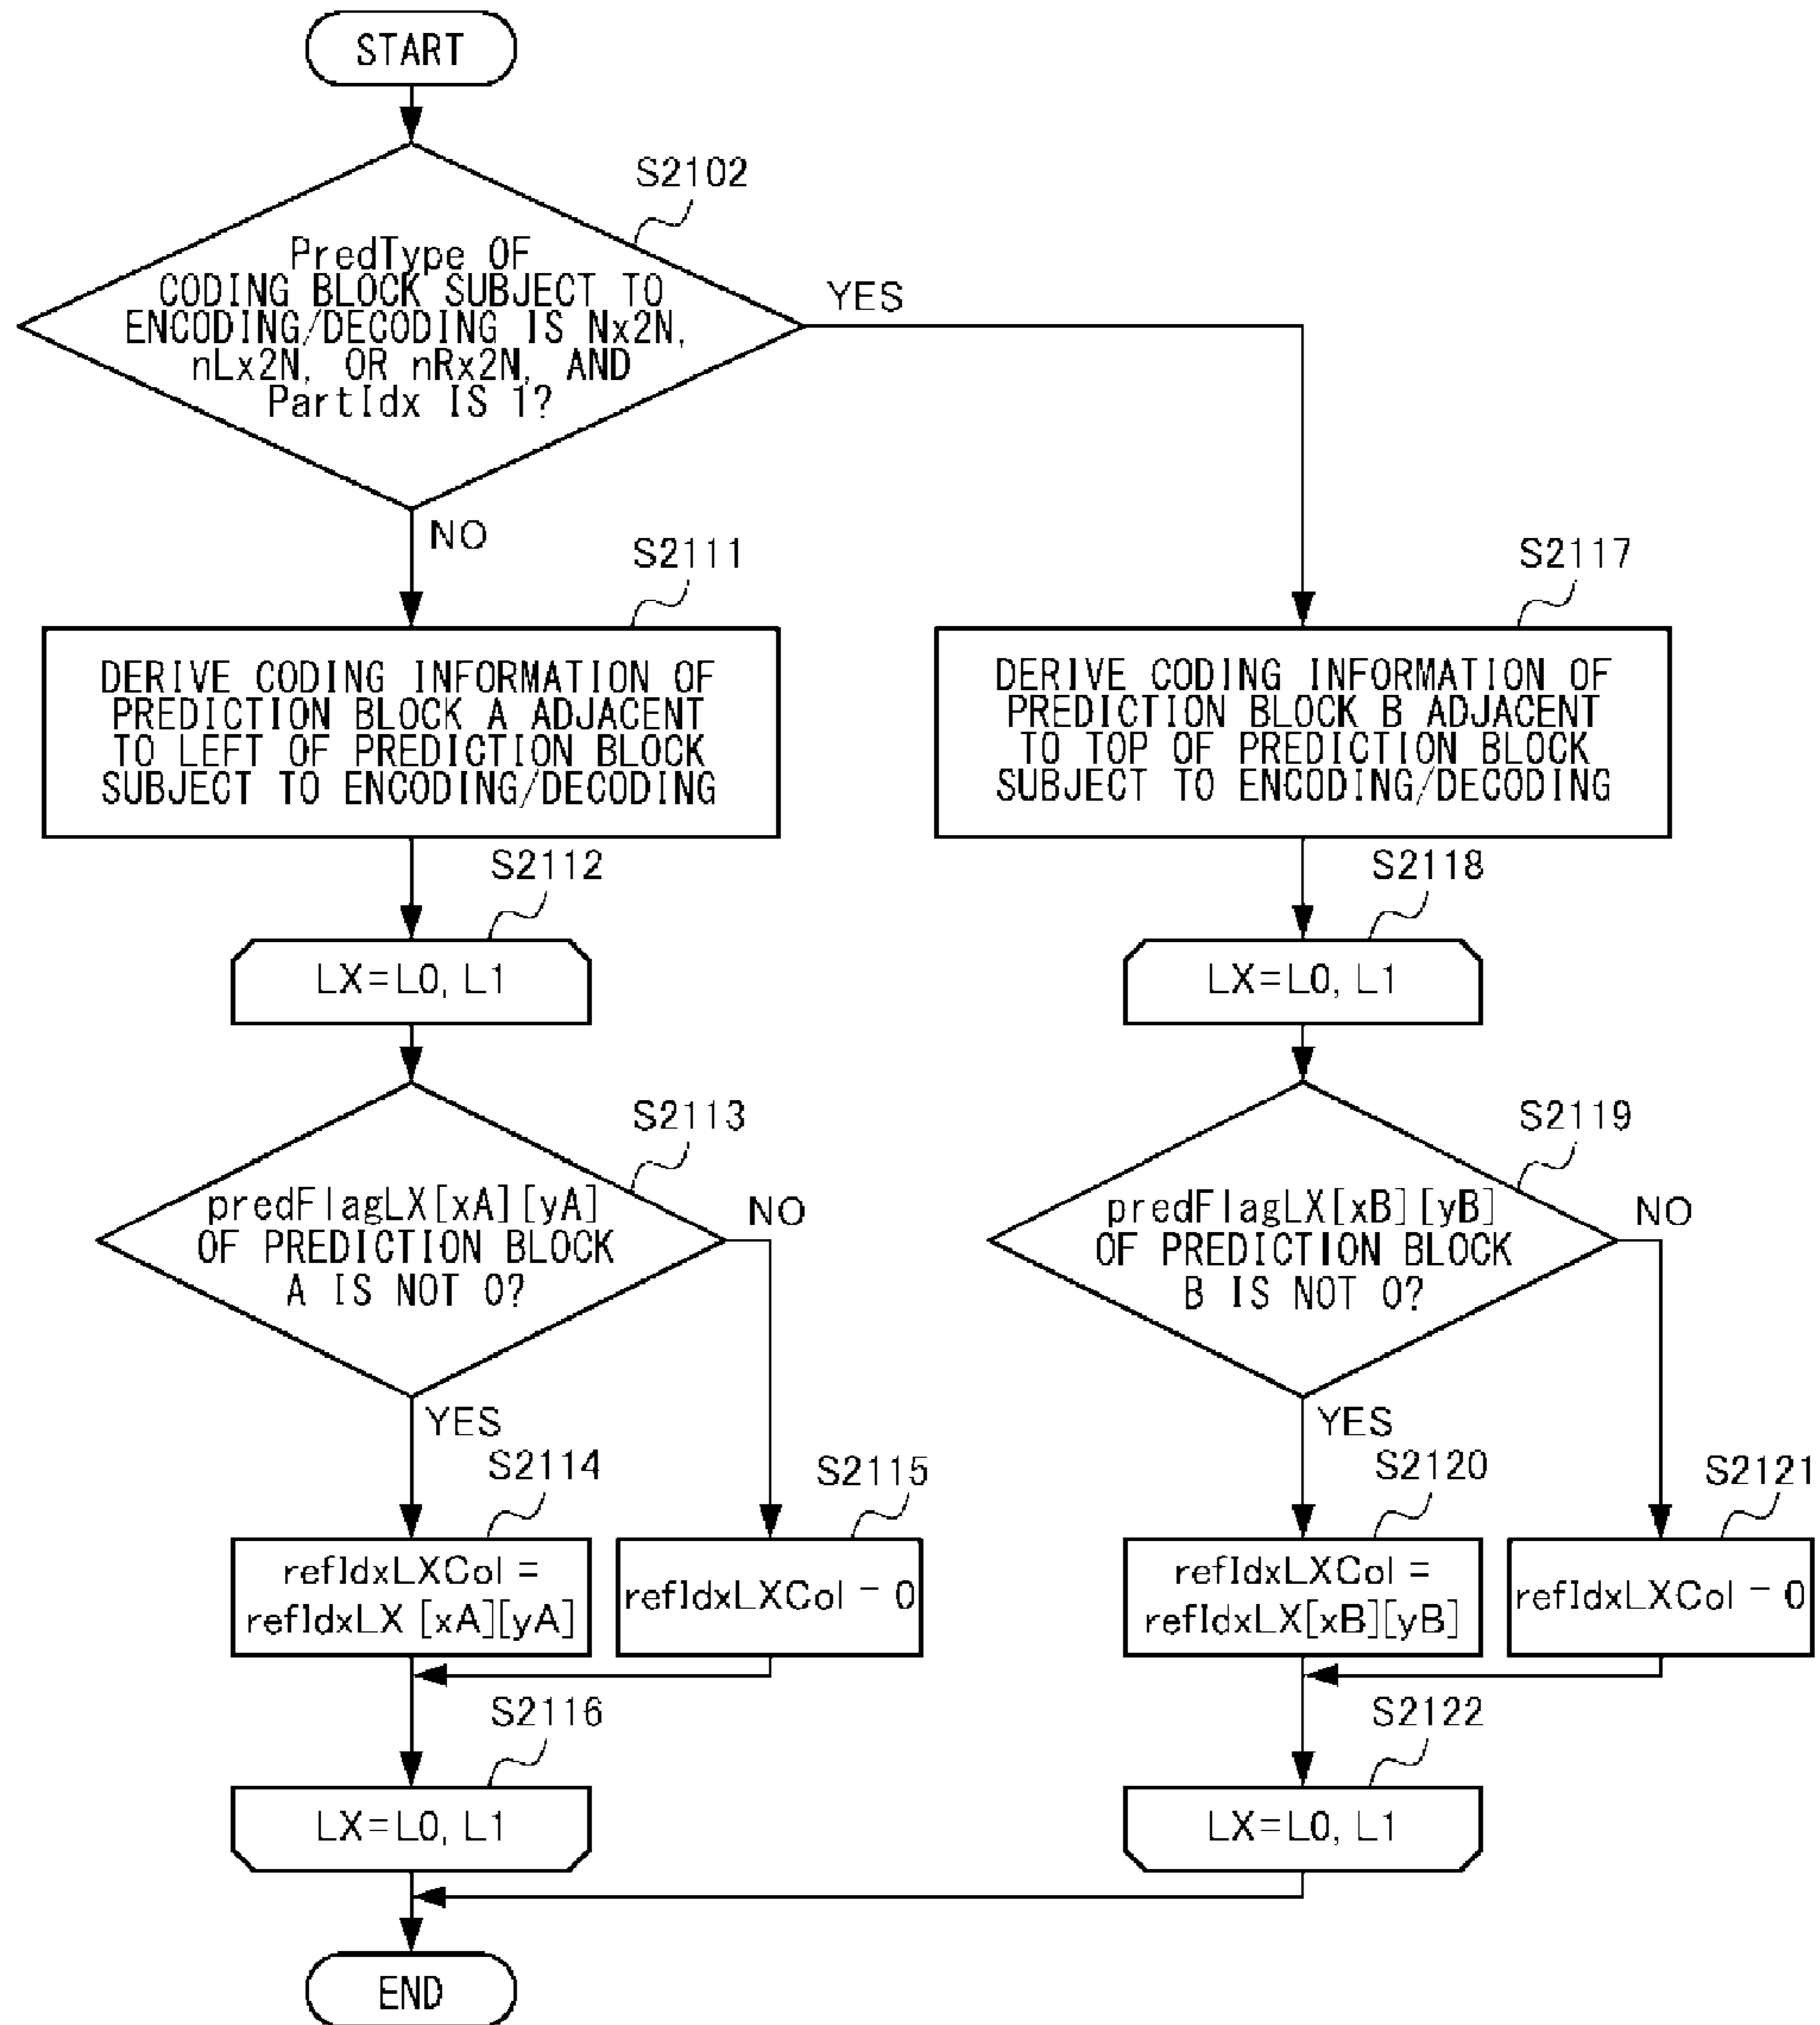 START
S2102
PredType OF
CODING BLOCK SUBJECT TO
ENCODING/DECODING IS Nx2N,
nLx2N, OR nRx2N, AND
PartIdx IS 1?
YES
NO
S2111
DERIVE CODING INFORMATION OF
PREDICTION BLOCK A ADJACENT
TO LEFT OF PREDICTION BLOCK
SUBJECT TO ENCODING/DECODING
S2117
DERIVE CODING INFORMATION OF
PREDICTION BLOCK B ADJACENT
TO TOP OF PREDICTION BLOCK
SUBJECT TO ENCODING/DECODING
S2112
LX=L0, L1
S2118
LX=L0, L1
S2113
predFlagLX[xA][yA]
OF PREDICTION BLOCK
A IS NOT 0?
NO
YES
S2119
predFlagLX[xB][yB]
OF PREDICTION BLOCK
B IS NOT 0?
NO
YES
S2114
refIdxLXCol =
refIdxLX [xA][yA]
S2115
refIdxLXCol = 0
S2120
refIdxLXCol =
refIdxLX[xB][yB]
S2121
refIdxLXCol = 0
S2116
LX=L0, L1
S2122
LX=L0, L1
END